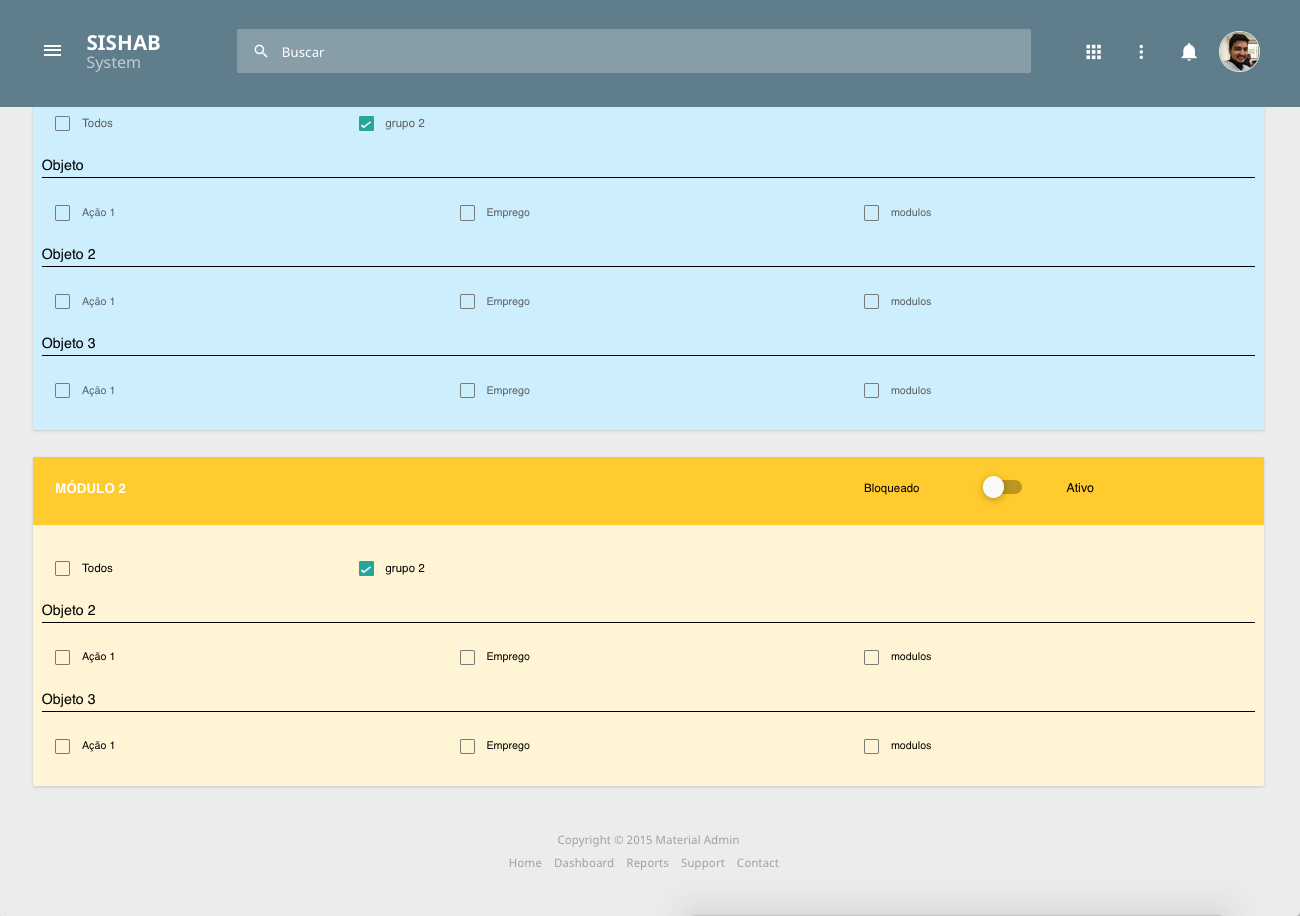 SISHAB
System
Buscar
Todos grupo 2
Objeto
Ação 1 Emprego modulos
Objeto 2
Ação 1 Emprego modulos
Objeto 3
Ação 1 Emprego modulos
MÓDULO 2 Bloqueado Ativo
Todos grupo 2
Objeto 2
Ação 1 Emprego modulos
Objeto 3
Ação 1 Emprego modulos
Copyright © 2015 Material Admin
Home Dashboard Reports Support Contact